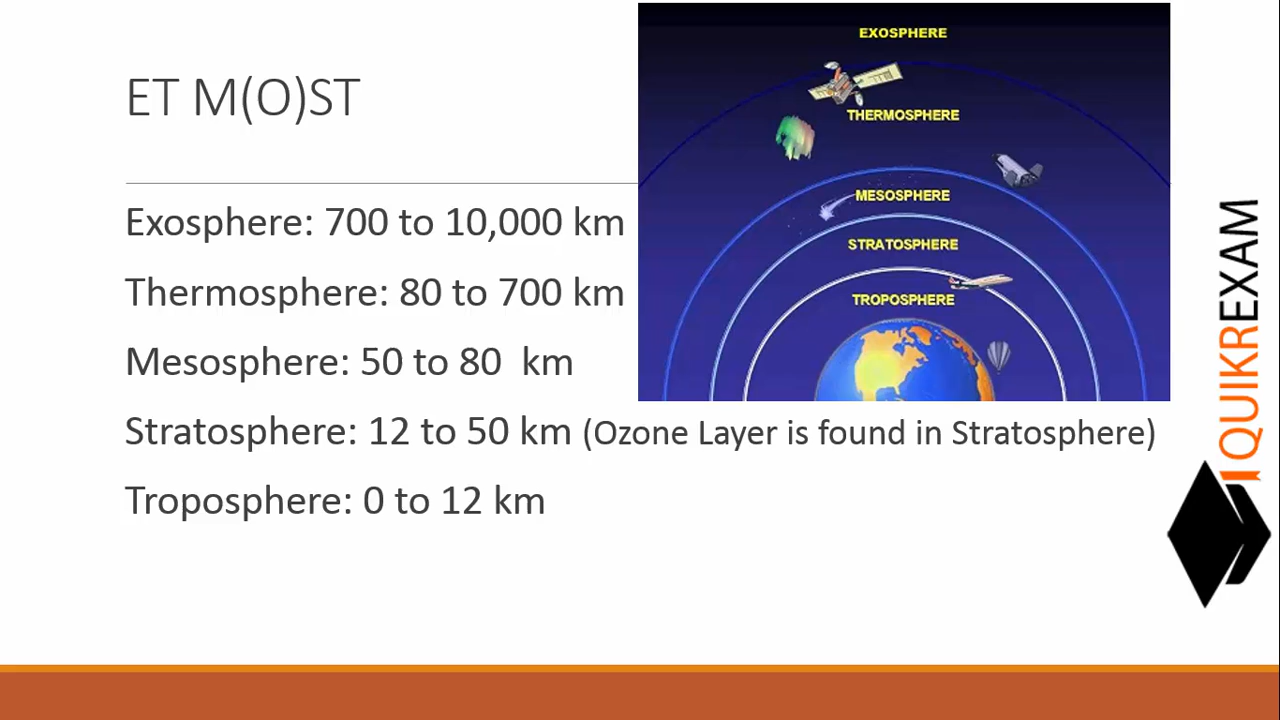 ET M(O)ST
Exosphere: 700 to 10,000 km
Thermosphere: 80 to 700 km
Mesosphere: 50 to 80 km
Stratosphere: 12 to 50 km (Ozone Layer is found in Stratosphere)
Troposphere: 0 to 12 km
EXOSPHERE
THERMOSPHERE
MESOSPHERE
STRATOSPHERE
TROPOSPHERE
QUIKREXAM